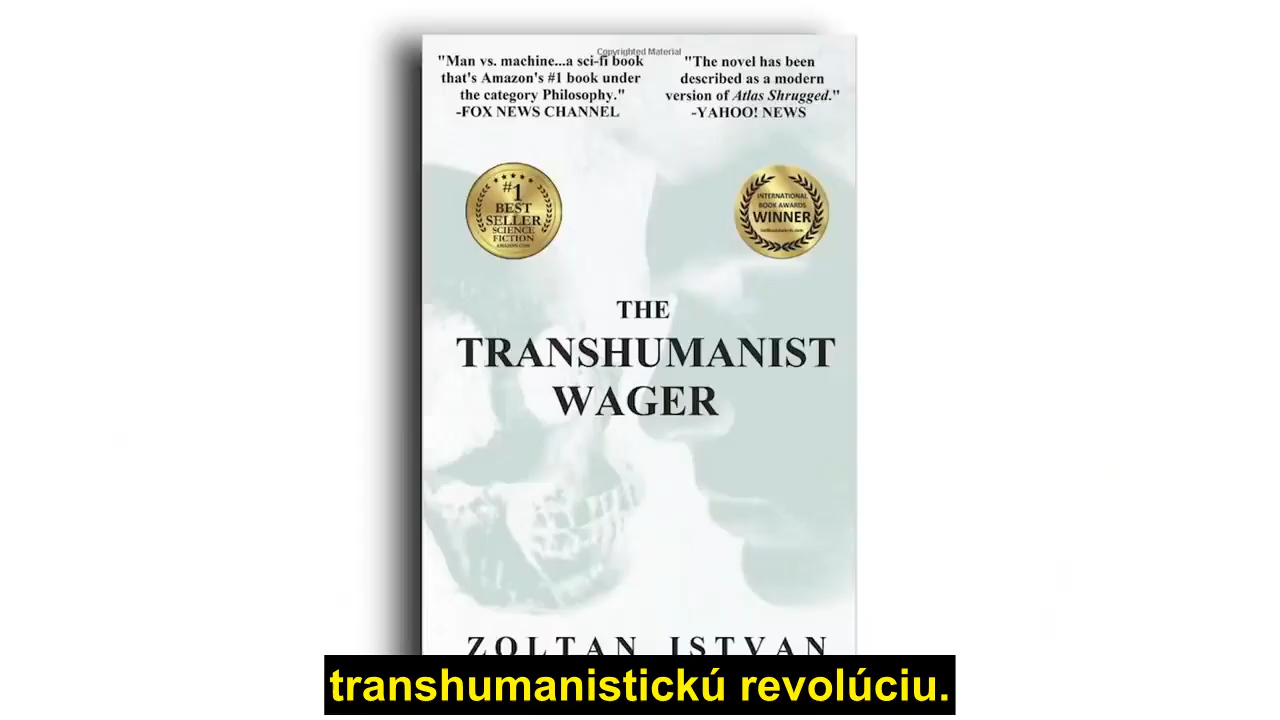 Copyrighted Material
"Man vs. machine...a sci-fi book
that's Amazon's #1 book under
the category Philosophy."
-FOX NEWS CHANNEL
"The novel has been
described as a modern
version of Atlas Shrugged."
-YAHOO! NEWS
#1
BEST
SELLER
SCIENCE
FICTION
AMAZON.COM
INTERNATIONAL
BOOK AWARDS
WINNER
THE
TRANSHUMANIST
WAGER
ZOLTAN ISTVAN
transhumanistickú revolúciu.